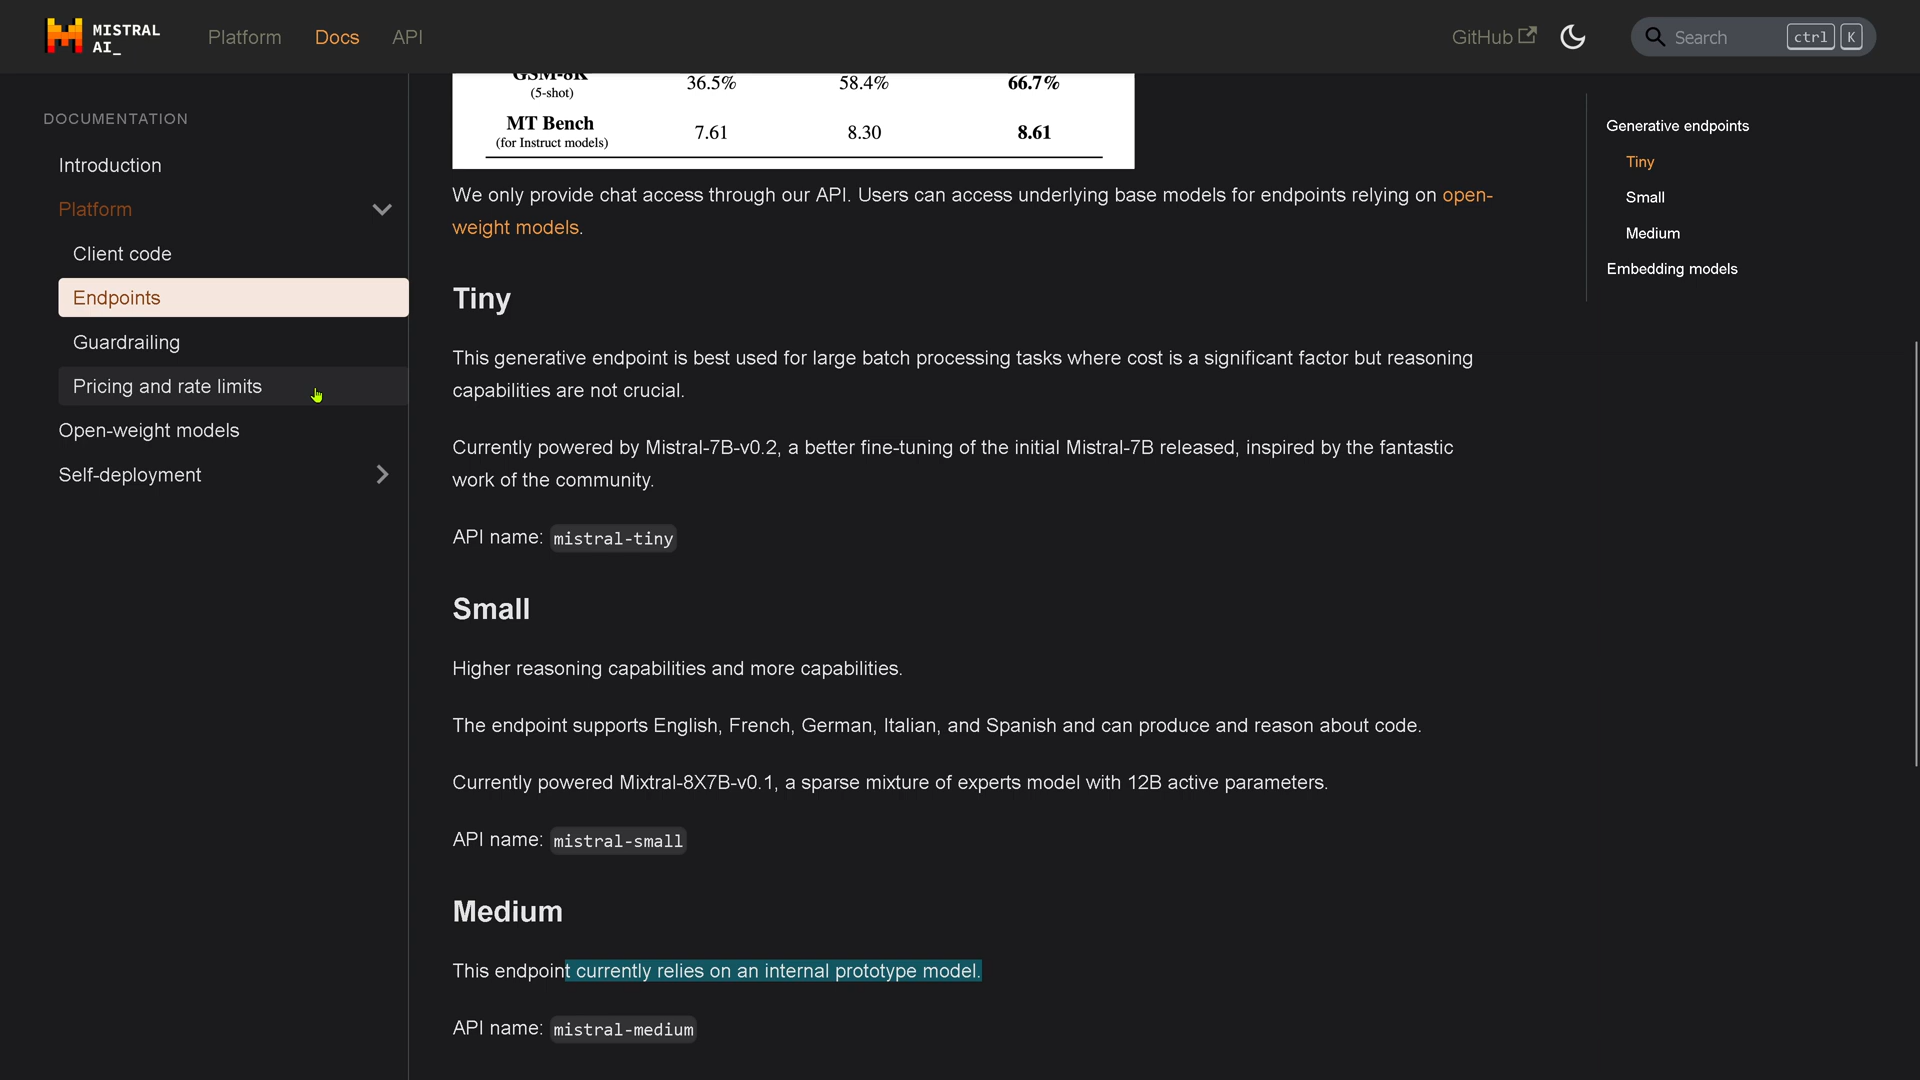 MISTRAL
AI_
Platform
Docs
API
GitHub
Search
ctrl
K
DOCUMENTATION
Introduction
Platform
Client code
Endpoints
Guardrailing
Pricing and rate limits
Open-weight models
Self-deployment
GSM-8K 36.5% 58.4% 66.7%
(5-shot)
MT Bench 7.61 8.30 8.61
(for Instruct models)
We only provide chat access through our API. Users can access underlying base models for endpoints relying on open-
weight models.
Tiny
This generative endpoint is best used for large batch processing tasks where cost is a significant factor but reasoning
capabilities are not crucial.
Currently powered by Mistral-7B-v0.2, a better fine-tuning of the initial Mistral-7B released, inspired by the fantastic
work of the community.
API name: mistral-tiny
Small
Higher reasoning capabilities and more capabilities.
The endpoint supports English, French, German, Italian, and Spanish and can produce and reason about code.
Currently powered Mixtral-8X7B-v0.1, a sparse mixture of experts model with 12B active parameters.
API name: mistral-small
Medium
This endpoint currently relies on an internal prototype model.
API name: mistral-medium
Generative endpoints
Tiny
Small
Medium
Embedding models